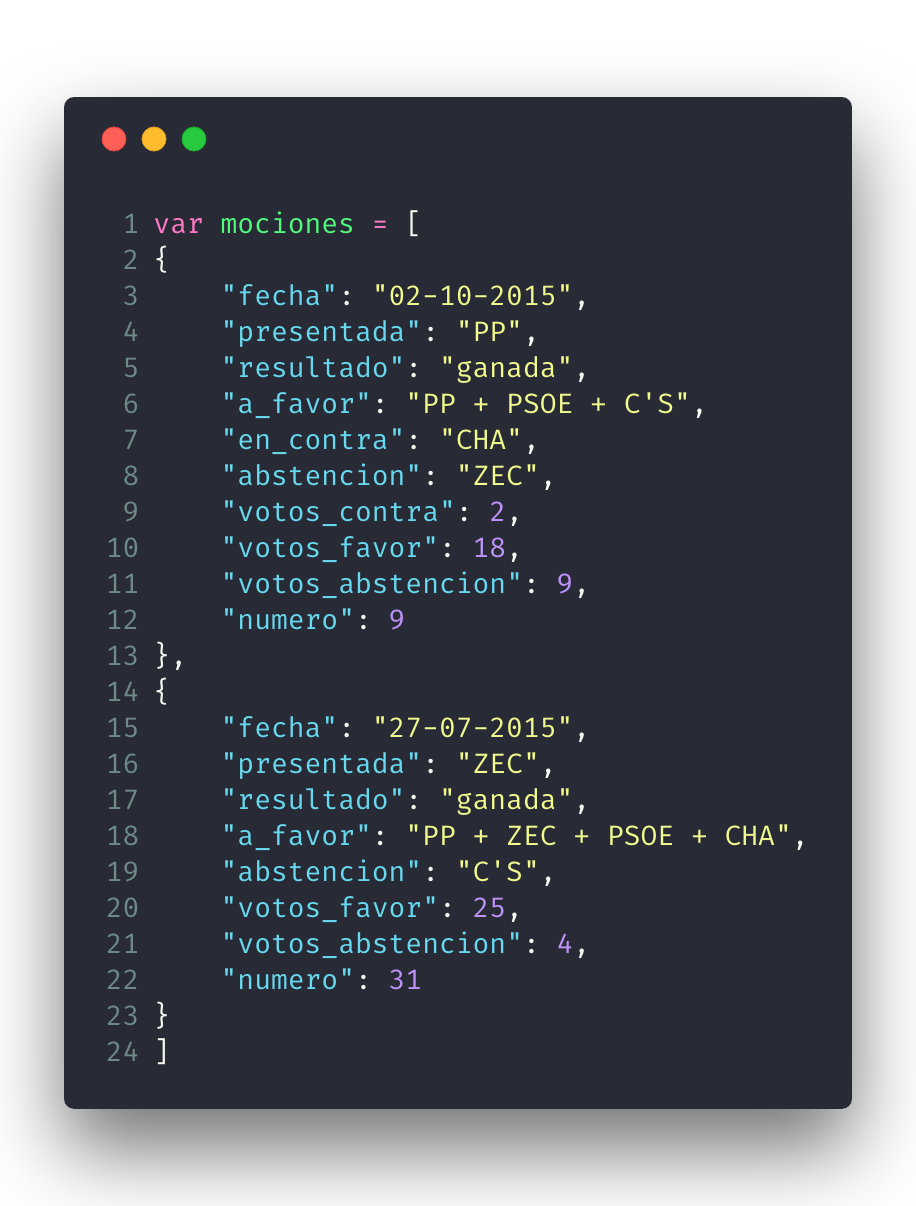 1 var mociones = [
2 {
3     "fecha": "02-10-2015",
4     "presentada": "PP",
5     "resultado": "ganada",
6     "a_favor": "PP + PSOE + C'S",
7     "en_contra": "CHA",
8     "abstencion": "ZEC",
9     "votos_contra": 2,
10     "votos_favor": 18,
11     "votos_abstencion": 9,
12     "numero": 9
13 },
14 {
15     "fecha": "27-07-2015",
16     "presentada": "ZEC",
17     "resultado": "ganada",
18     "a_favor": "PP + ZEC + PSOE + CHA",
19     "abstencion": "C'S",
20     "votos_favor": 25,
21     "votos_abstencion": 4,
22     "numero": 31
23 }
24 ]